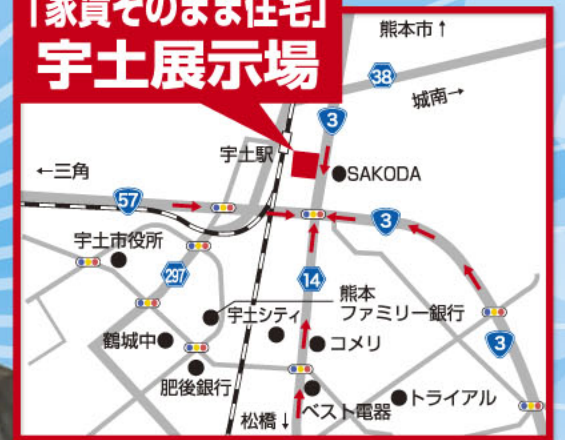 「家賃そのまま住宅」
宇土展示場
熊本市↑
38
城南→
3
宇土駅
←三角
SAKODA
57
3
宇土市役所
297
14
熊本
ファミリー銀行
宇土シティ
3
鶴城中
コメリ
肥後銀行
トライアル
ベスト電器
松橋↓